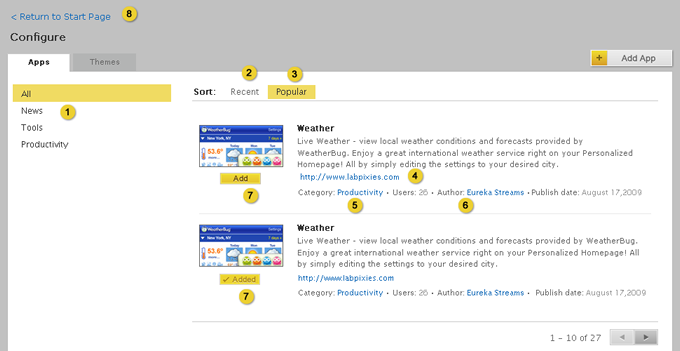 < Return to Start Page 8
Configure
Apps Themes + Add App
2 3
Sort: Recent Popular
All
News
1
Tools
Productivity
Weather
Live Weather - view local weather conditions and forecasts provided by
WeatherBug. Enjoy a great international weather service right on your Personalized
Homepage! All by simply editing the settings to your desired city.
http://www.labpixies.com 4
WeatherBug Settings
New York, NY 7 days
53.6°
Add
7
Category: Productivity • Users: 26 • Author: Eureka Streams • Publish date: August 17,2009
5 6
Weather
Live Weather - view local weather conditions and forecasts provided by WeatherBug.
Enjoy a great international weather service right on your Personalized Homepage! All
by simply editing the settings to your desired city.
http://www.labpixies.com
WeatherBug Settings
New York, NY 7 days
53.6°
✓ Added
7
Category: Productivity • Users: 26 • Author: Eureka Streams • Publish date: August 17,2009
1 - 10 of 27